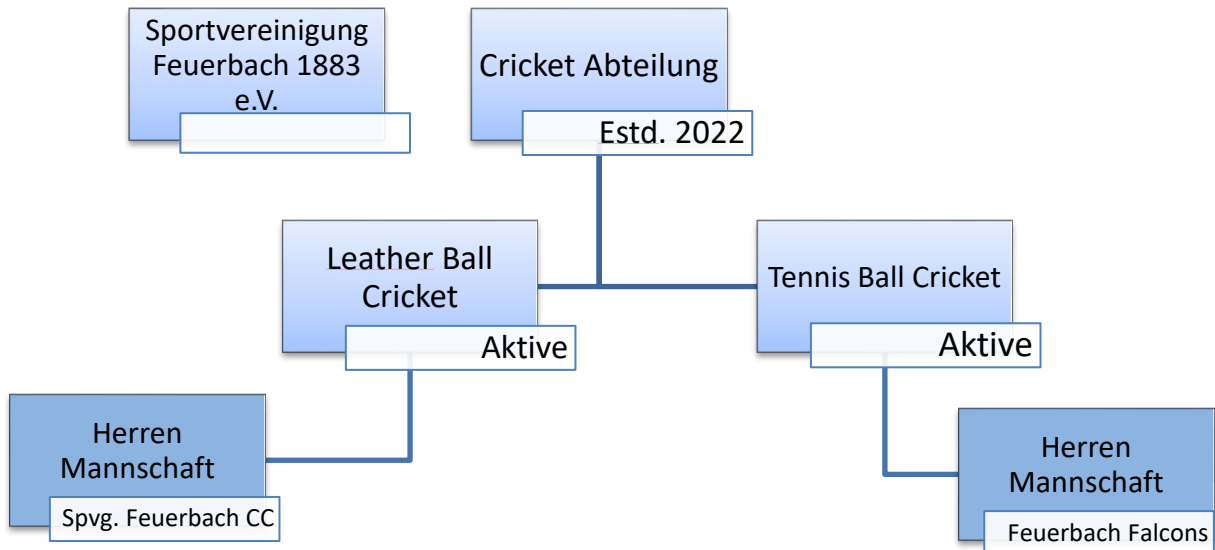 Sportvereinigung
Feuerbach 1883
e.V.
Cricket Abteilung
Estd. 2022
Leather Ball
Cricket
Aktive
Tennis Ball Cricket
Aktive
Herren
Mannschaft
Spvg. Feuerbach CC
Herren
Mannschaft
Feuerbach Falcons